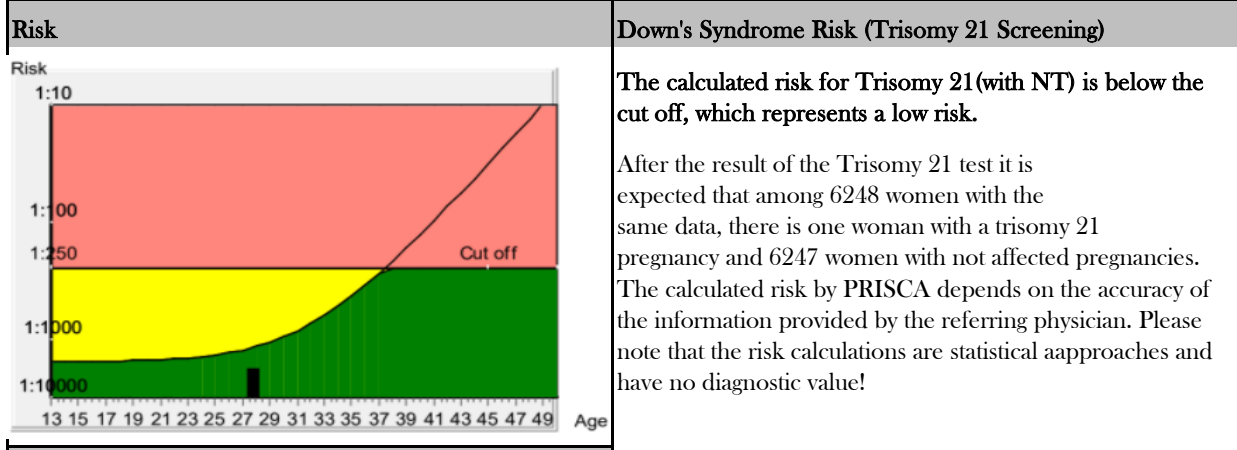 Risk
Down's Syndrome Risk (Trisomy 21 Screening)
Risk
1:10
1:100
1:250
Cut off
1:1000
1:10000
13 15 17 19 21 23 25 27 29 31 33 35 37 39 41 43 45 47 49 Age
The calculated risk for Trisomy 21(with NT) is below the
cut off, which represents a low risk.
After the result of the Trisomy 21 test it is
expected that among 6248 women with the
same data, there is one woman with a trisomy 21
pregnancy and 6247 women with not affected pregnancies.
The calculated risk by PRISCA depends on the accuracy of
the information provided by the referring physician. Please
note that the risk calculations are statistical aapproaches and
have no diagnostic value!